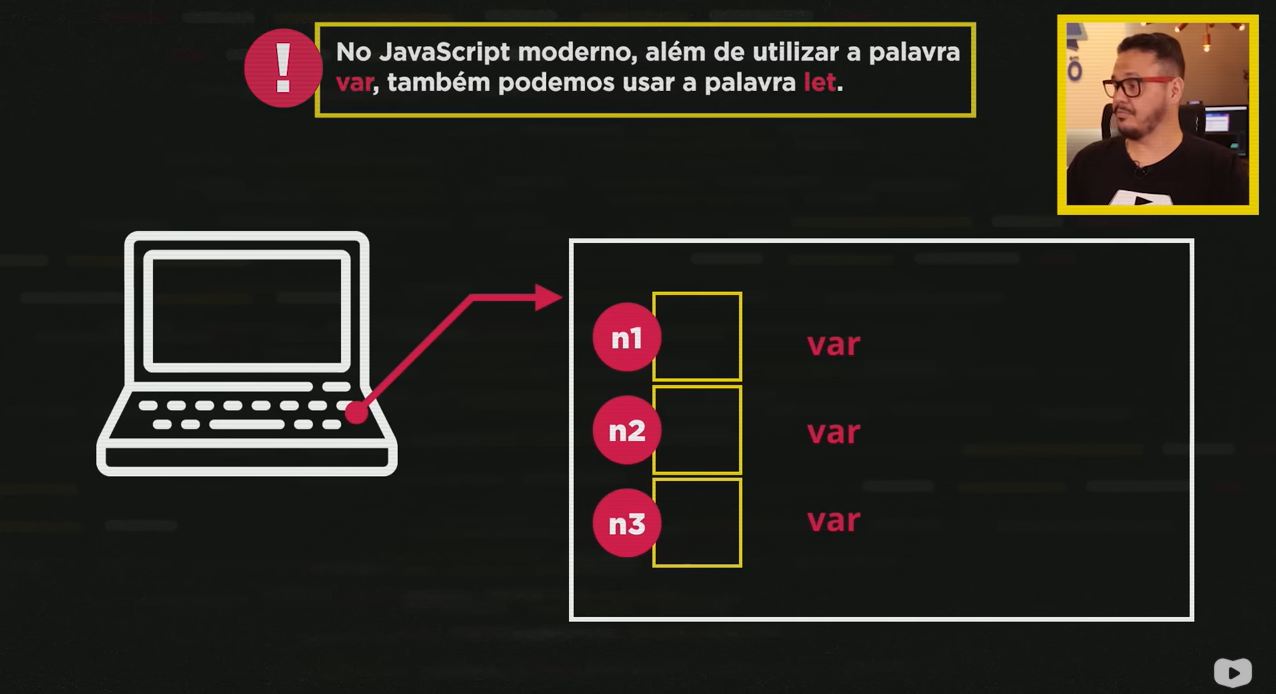 !
No JavaScript moderno, além de utilizar a palavra
var, também podemos usar a palavra let.
n1 var
n2 var
n3 var